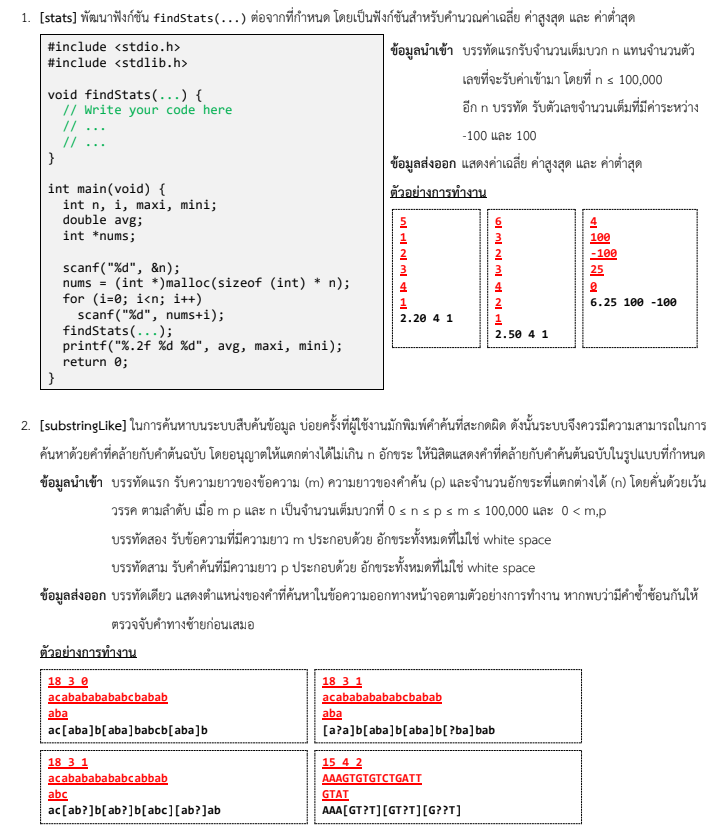 1. [stats] พัฒนาฟังก์ชัน findStats(...) ต่อจากที่กำหนด โดยเป็นฟังก์ชันสำหรับคำนวณค่าเฉลี่ย ค่าสูงสุด และ ค่าต่ำสุด
#include <stdio.h>
#include <stdlib.h>

void findStats(...) {
  // Write your code here
  // ...
  // ...
}

int main(void) {
  int n, i, maxi, mini;
  double avg;
  int *nums;

  scanf("%d", &n);
  nums = (int *)malloc(sizeof (int) * n);
  for (i=0; i<n; i++)
    scanf("%d", nums+i);
  findStats(...);
  printf("%.2f %d %d", avg, maxi, mini);
  return 0;
}
ข้อมูลนำเข้า บรรทัดแรกรับจำนวนเต็มบวก n แทนจำนวนตัว
เลขที่จะรับค่าเข้ามา โดยที่ n ≤ 100,000
อีก n บรรทัด รับตัวเลขจำนวนเต็มที่มีค่าระหว่าง
-100 และ 100
ข้อมูลส่งออก แสดงค่าเฉลี่ย ค่าสูงสุด และ ค่าต่ำสุด
ตัวอย่างการทำงาน
5
1
2
3
4
1
2.20 4 1
6
3
2
3
4
2
1
2.50 4 1
4
100
-100
25
0
6.25 100 -100
2. [substringLike] ในการค้นหาบนระบบสืบค้นข้อมูล บ่อยครั้งที่ผู้ใช้งานมักพิมพ์คำค้นที่สะกดผิด ดังนั้นระบบจึงควรมีความสามารถในการ
ค้นหาด้วยคำที่คล้ายกับคำต้นฉบับ โดยอนุญาตให้แตกต่างได้ไม่เกิน n อักขระ ให้นิสิตแสดงคำที่คล้ายกับคำค้นต้นฉบับในรูปแบบที่กำหนด
ข้อมูลนำเข้า บรรทัดแรก รับความยาวของข้อความ (m) ความยาวของคำค้น (p) และจำนวนอักขระที่แตกต่างได้ (n) โดยคั่นด้วยเว้น
วรรค ตามลำดับ เมื่อ m p และ n เป็นจำนวนเต็มบวกที่ 0 ≤ n ≤ p ≤ m ≤ 100,000 และ 0 < m,p
บรรทัดสอง รับข้อความที่มีความยาว m ประกอบด้วย อักขระทั้งหมดที่ไม่ใช่ white space
บรรทัดสาม รับคำค้นที่มีความยาว p ประกอบด้วย อักขระทั้งหมดที่ไม่ใช่ white space
ข้อมูลส่งออก บรรทัดเดียว แสดงตำแหน่งของคำที่ค้นหาในข้อความออกทางหน้าจอตามตัวอย่างการทำงาน หากพบว่ามีคำซ้ำซ้อนกันให้
ตรวจจับคำทางซ้ายก่อนเสมอ
ตัวอย่างการทำงาน
18 3 0
acabababababcbabab
aba
ac[aba]b[aba]babcb[aba]b
18 3 1
acabababababcbabab
aba
[a?a]b[aba]b[aba]b[?ba]bab
18 3 1
acabababababcabbab
abc
ac[ab?]b[ab?]b[abc][ab?]ab
15 4 2
AAAGTGTGTCTGATT
GTAT
AAA[GT?T][GT?T][G??T]